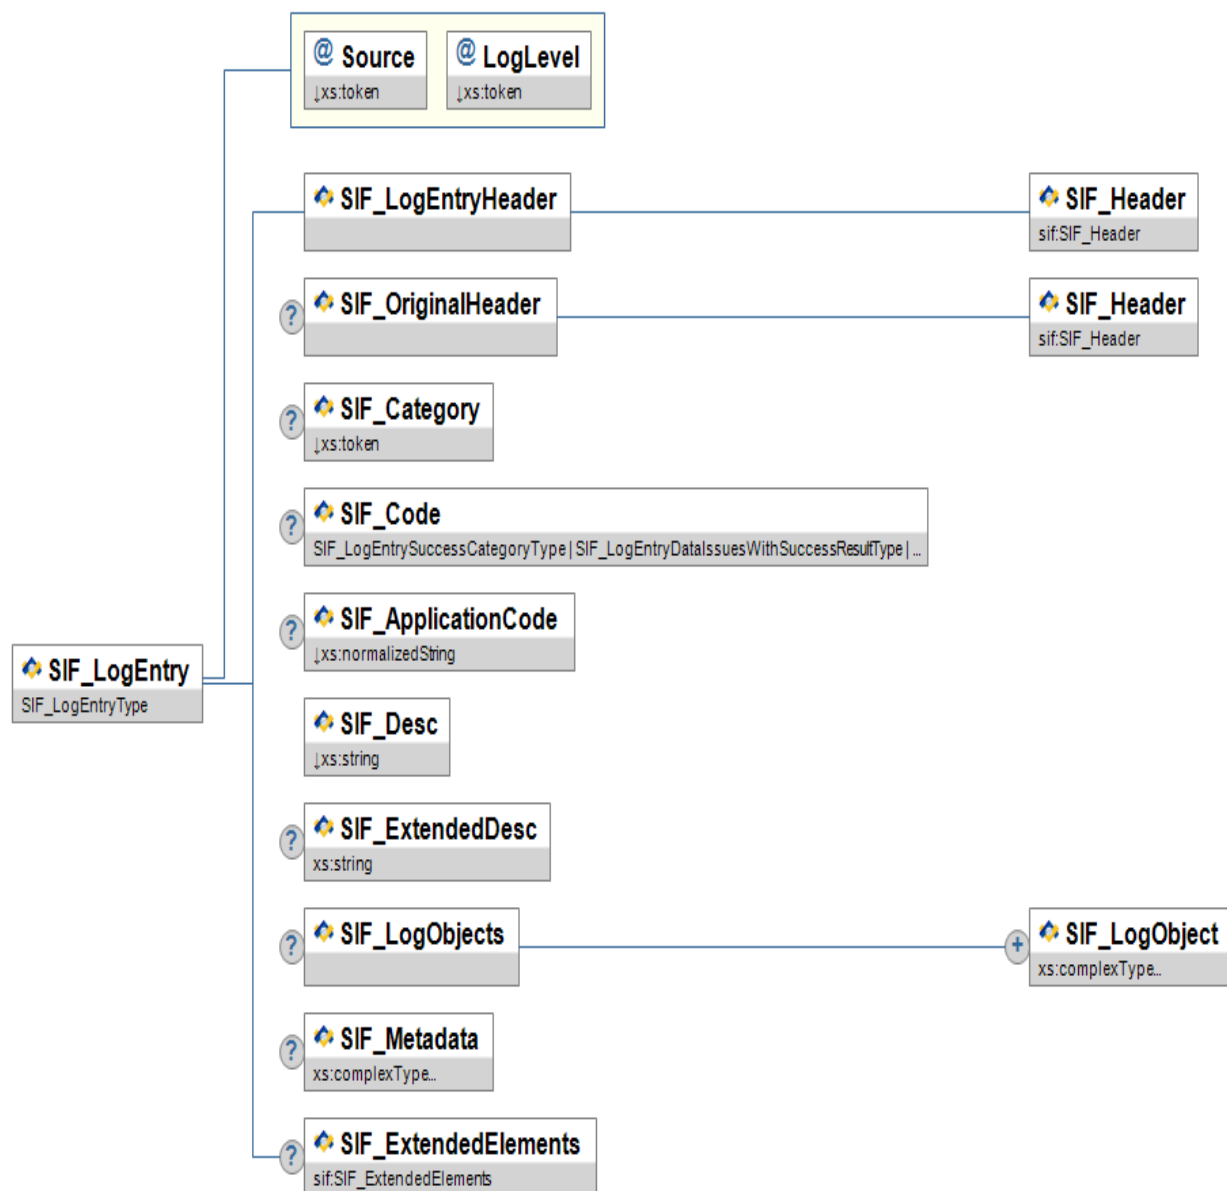 @ Source
↓xs:token
@ LogLevel
↓xs:token
SIF_LogEntryHeader
SIF_Header
sif:SIF_Header
? SIF_OriginalHeader
SIF_Header
sif:SIF_Header
? SIF_Category
↓xs:token
? SIF_Code
SIF_LogEntrySuccessCategoryType | SIF_LogEntryDataIssuesWithSuccessResultType | ...
? SIF_ApplicationCode
↓xs:normalizedString
SIF_LogEntry
SIF_LogEntryType
SIF_Desc
↓xs:string
? SIF_ExtendedDesc
xs:string
? SIF_LogObjects
+ SIF_LogObject
xs:complexType...
? SIF_Metadata
xs:complexType...
? SIF_ExtendedElements
sif:SIF_ExtendedElements